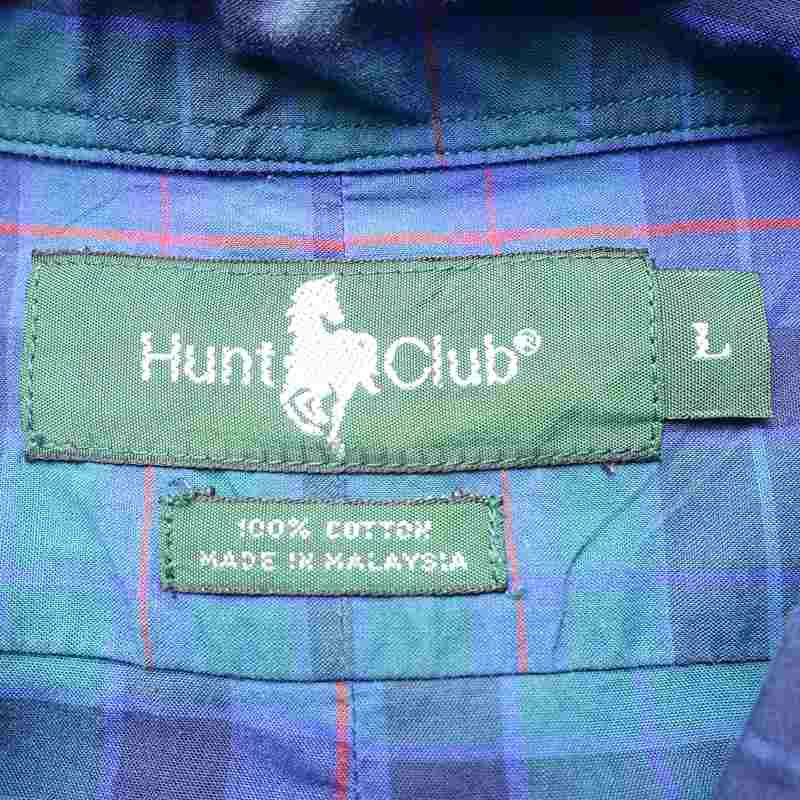 Hunt Club®
L
100% COTTON
MADE IN MALAYSIA